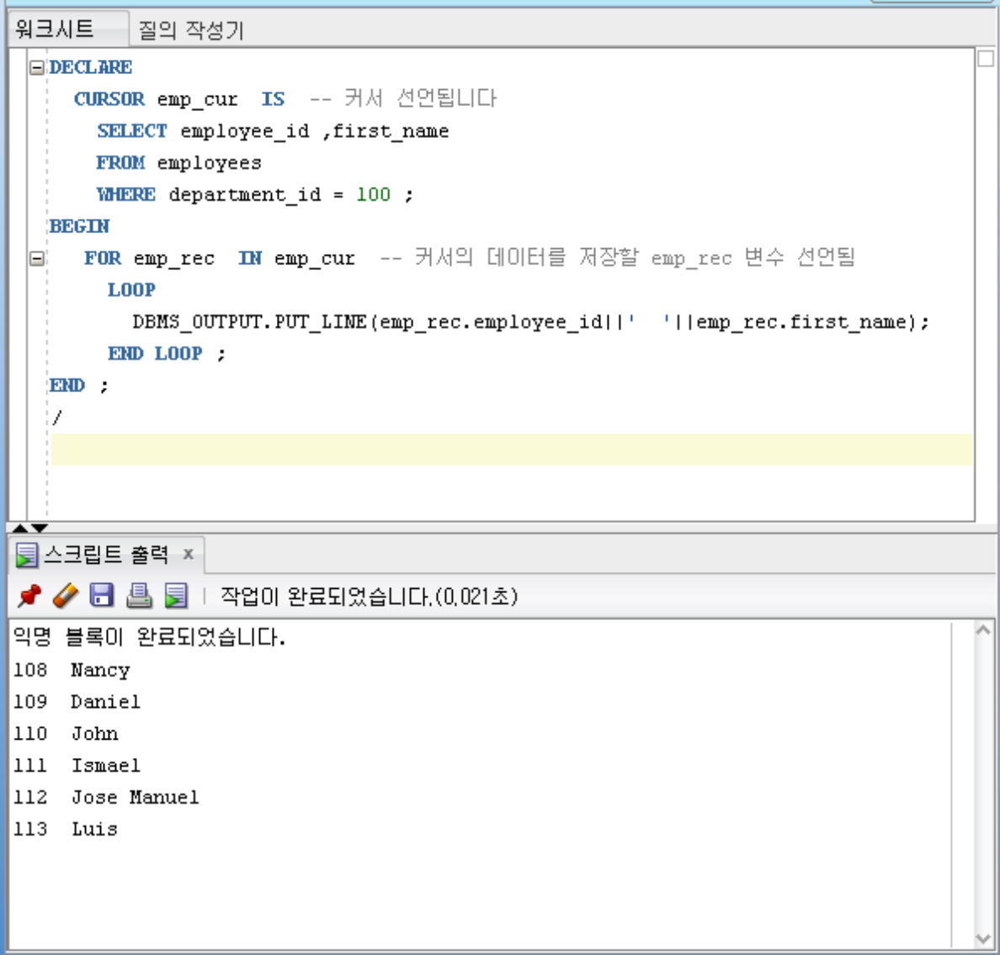 워크시트 질의 작성기
DECLARE
CURSOR emp_cur IS -- 커서 선언됩니다
SELECT employee_id ,first_name
FROM employees
WHERE department_id = 100 ;
BEGIN
FOR emp_rec IN emp_cur -- 커서의 데이터를 저장할 emp_rec 변수 선언됨
LOOP
DBMS_OUTPUT.PUT_LINE(emp_rec.employee_id||'  '||emp_rec.first_name);
END LOOP ;
END ;
/
스크립트 출력 x
작업이 완료되었습니다.(0,021초)
익명 블록이 완료되었습니다.
108 Nancy
109 Daniel
110 John
111 Ismael
112 Jose Manuel
113 Luis